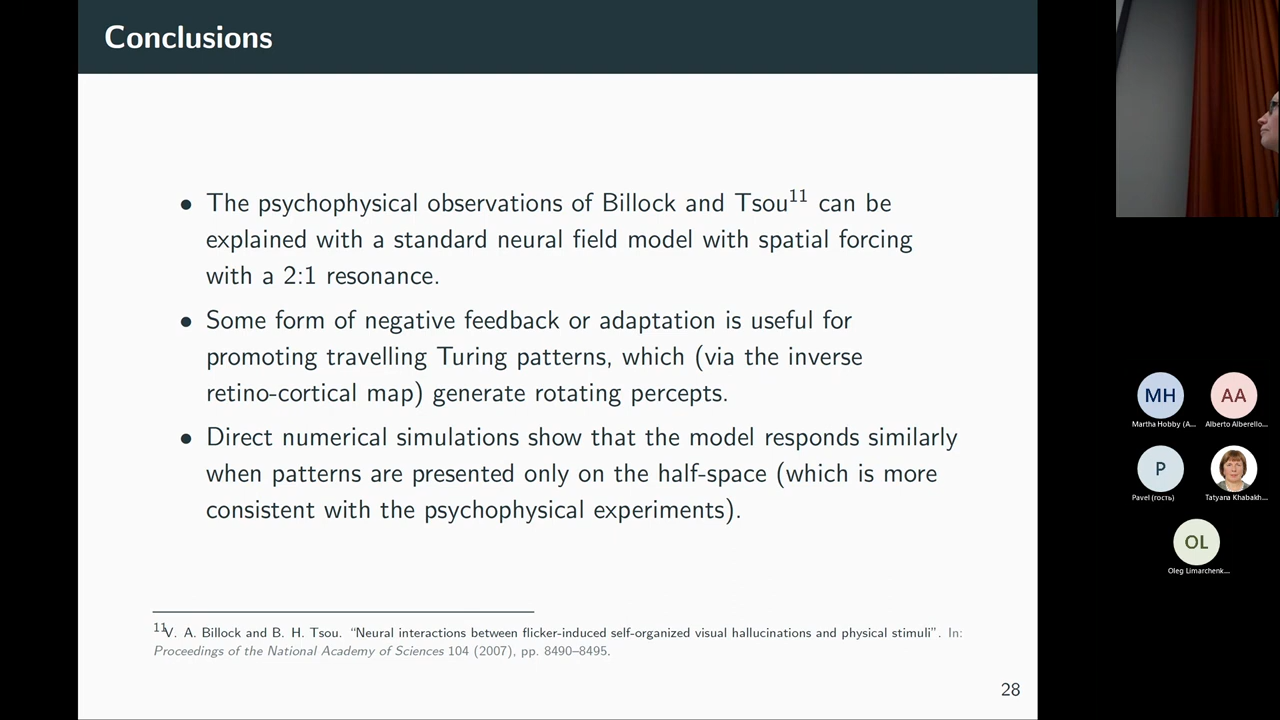 Conclusions
• The psychophysical observations of Billock and Tsou11 can be
explained with a standard neural field model with spatial forcing
with a 2:1 resonance.
• Some form of negative feedback or adaptation is useful for
promoting travelling Turing patterns, which (via the inverse
retino-cortical map) generate rotating percepts.
• Direct numerical simulations show that the model responds similarly
when patterns are presented only on the half-space (which is more
consistent with the psychophysical experiments).
11V. A. Billock and B. H. Tsou. “Neural interactions between flicker-induced self-organized visual hallucinations and physical stimuli”. In:
Proceedings of the National Academy of Sciences 104 (2007), pp. 8490–8495.
28
MH
AA
Martha Hobby (A...
Alberto Alberello...
P
Pavel (гость)
Tatyana Khabakh...
OL
Oleg Limarchenk...